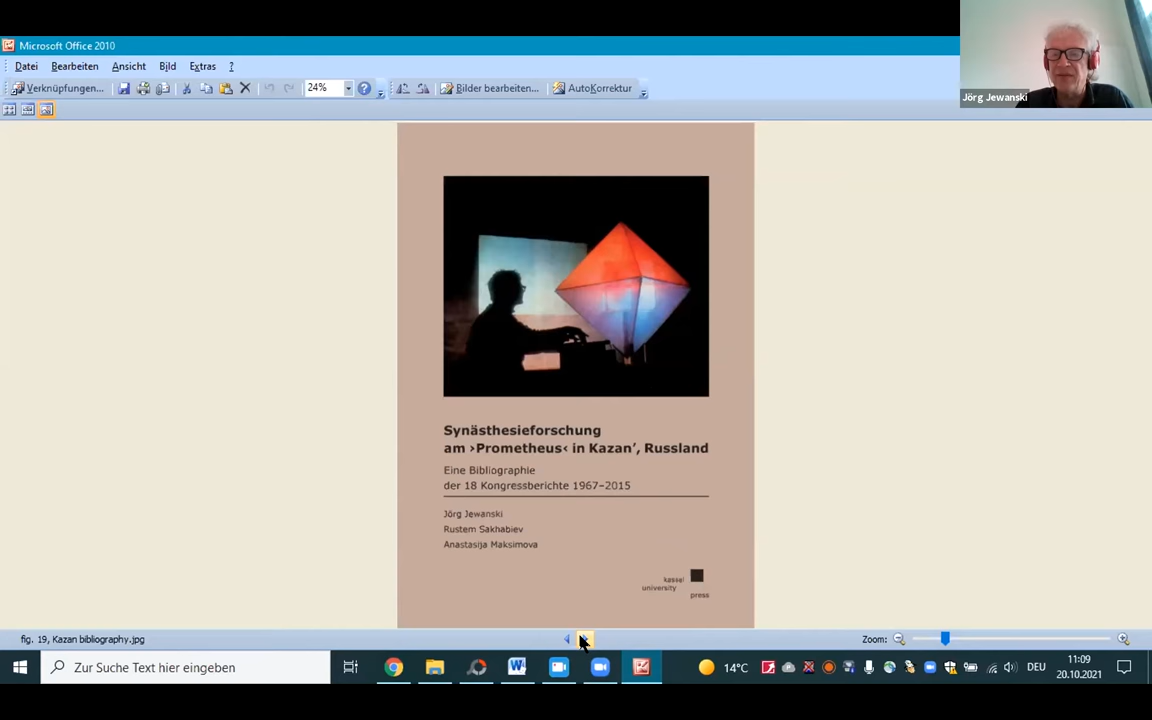 Microsoft Office 2010
Datei Bearbeiten Ansicht Bild Extras ?
Verknüpfungen... 24% Bilder bearbeiten... AutoKorrektur
Jörg Jewanski
Synästhesieforschung
am ›Prometheus‹ in Kazan’, Russland
Eine Bibliographie
der 18 Kongressberichte 1967–2015
Jörg Jewanski
Rustem Sakhabiev
Anastasija Maksimova
kassel
university
press
fig. 19, Kazan bibliography.jpg
Zoom:
Zur Suche Text hier eingeben
14°C
DEU
11:09
20.10.2021